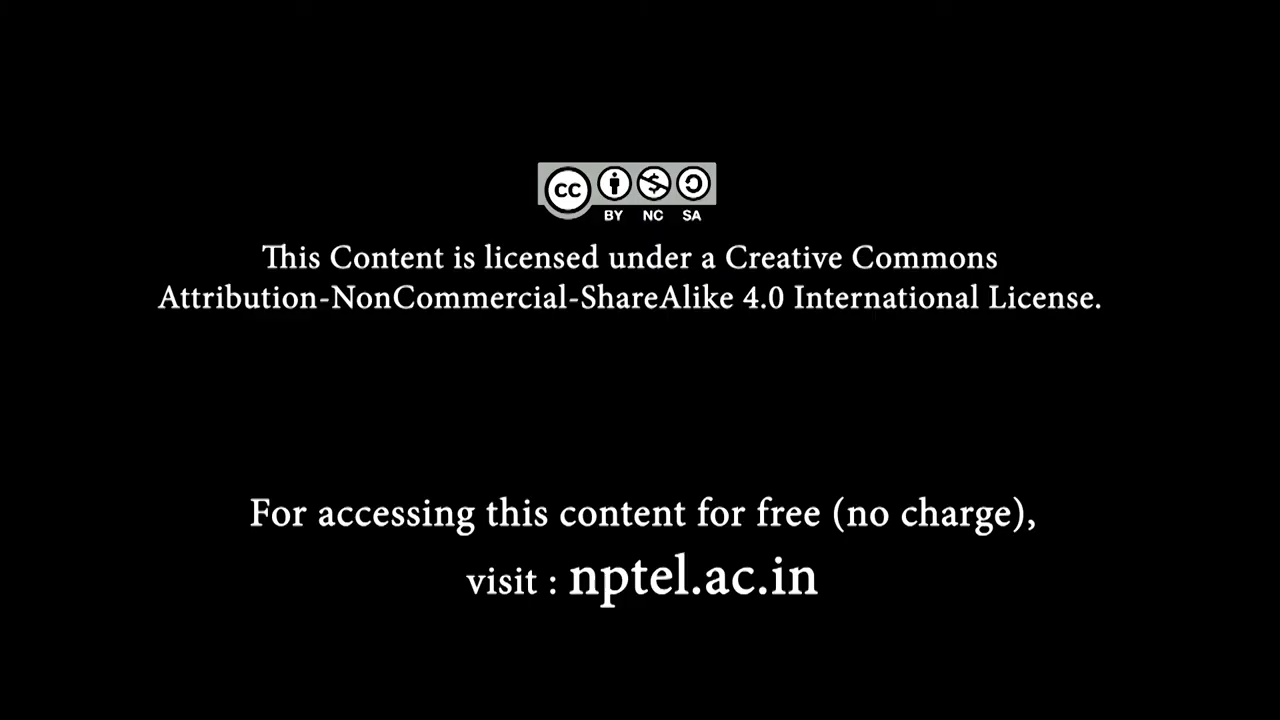 cc
BY NC SA
This Content is licensed under a Creative Commons
Attribution-NonCommercial-ShareAlike 4.0 International License.
For accessing this content for free (no charge),
visit : nptel.ac.in